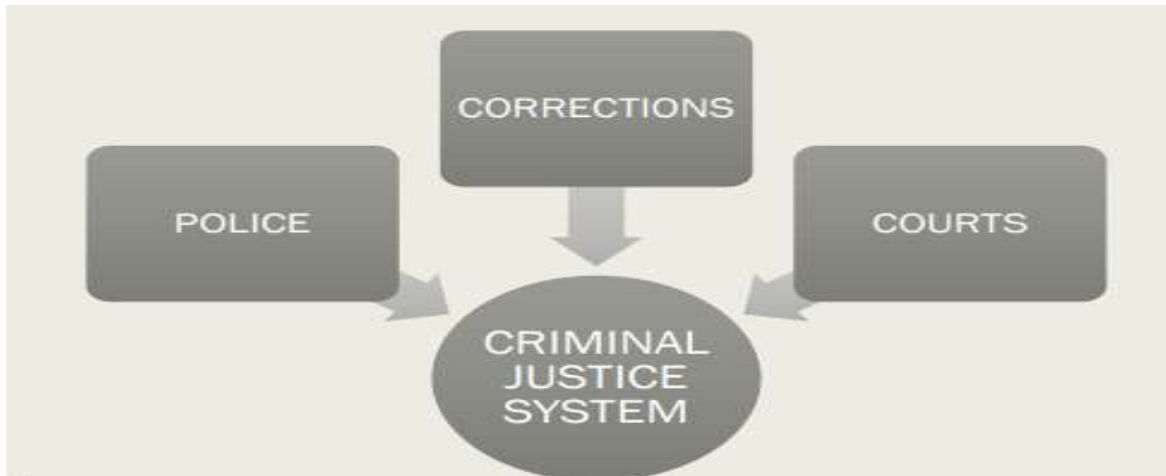 CORRECTIONS
POLICE
COURTS
CRIMINAL
JUSTICE
SYSTEM